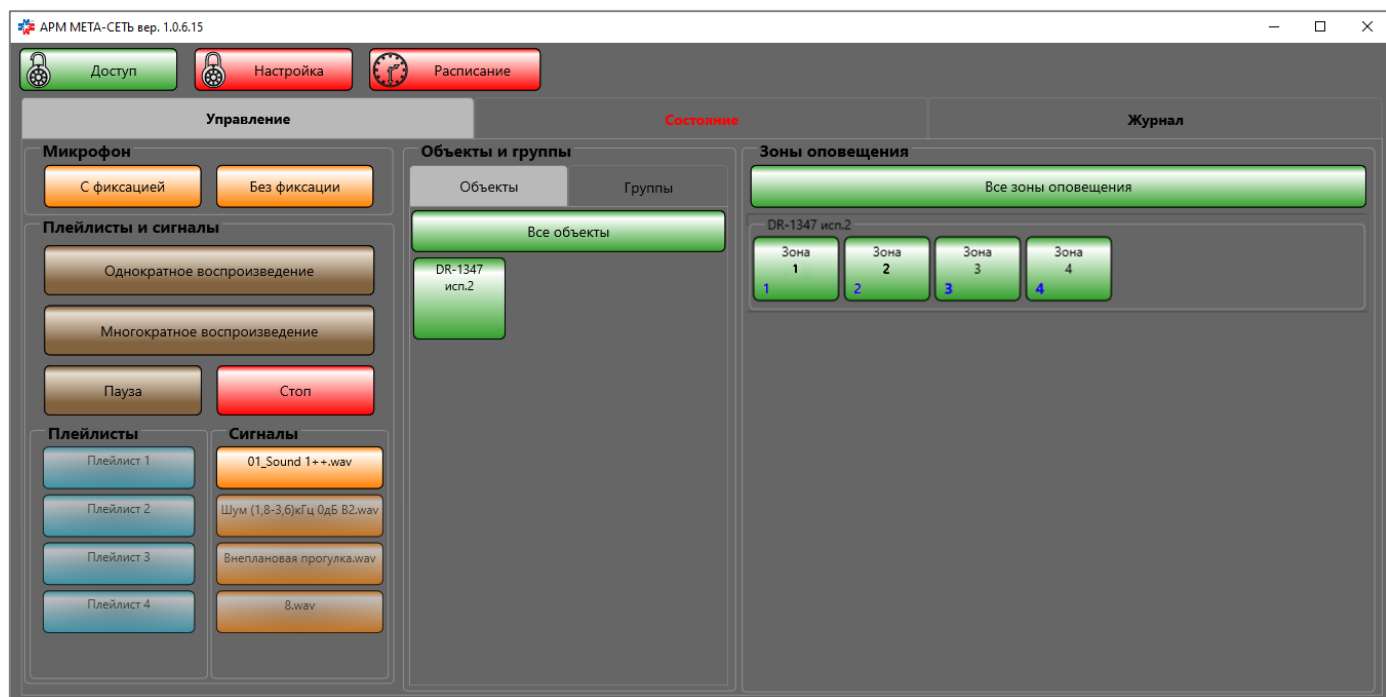 АРМ МЕТА-СЕТЬ вер. 1.0.6.15
Доступ
Настройка
Расписание
Управление
Состояние
Журнал
Микрофон
С фиксацией
Без фиксации
Плейлисты и сигналы
Однократное воспроизведение
Многократное воспроизведение
Пауза
Стоп
Плейлисты
Плейлист 1
Плейлист 2
Плейлист 3
Плейлист 4
Сигналы
01_Sound 1++.wav
Шум (1,8-3,6)кГц 0дБ В2.wav
Внеплановая прогулка.wav
8.wav
Объекты и группы
Объекты
Группы
Все объекты
DR-1347
исп.2
Зоны оповещения
Все зоны оповещения
DR-1347 исп.2
Зона
1
1
Зона
2
2
Зона
3
3
Зона
4
4